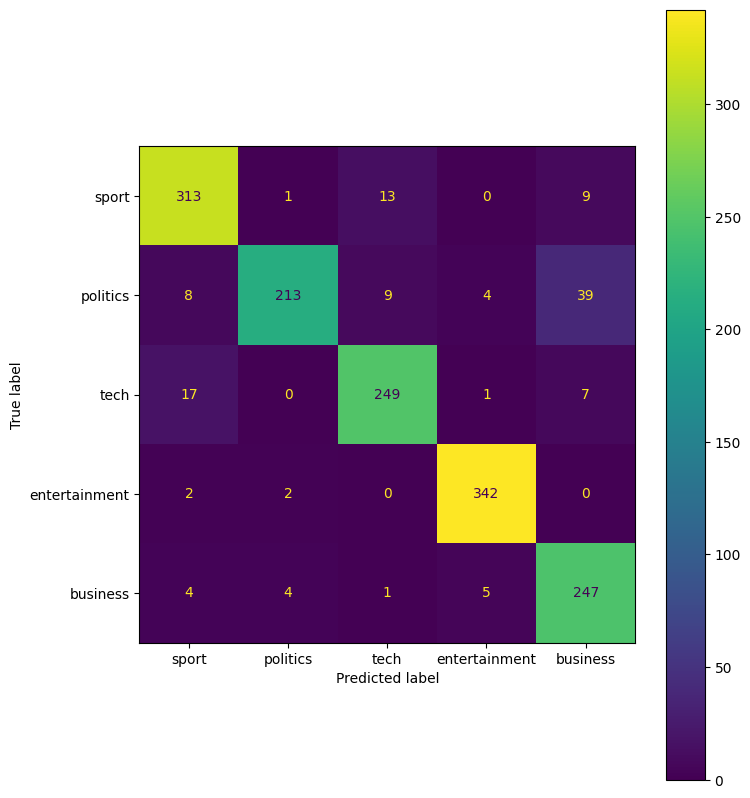 300
250
200
150
100
50
0
True label
sport 313 1 13 0 9
politics 8 213 9 4 39
tech 17 0 249 1 7
entertainment 2 2 0 342 0
business 4 4 1 5 247
sport politics tech entertainment business
Predicted label